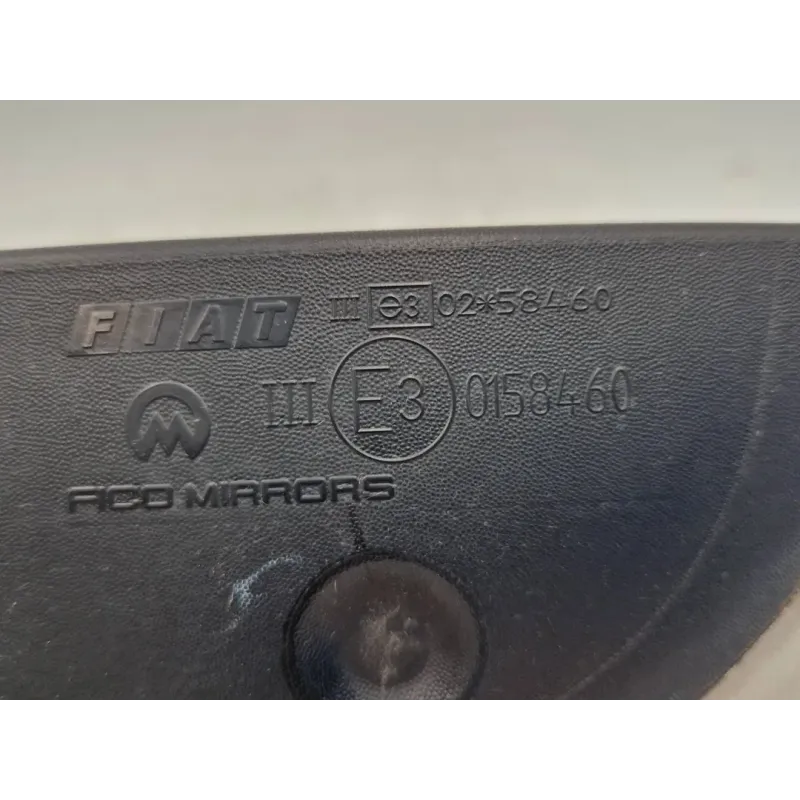 FIAT III e3 02*58460
III E3 0158460
FICO MIRRORS